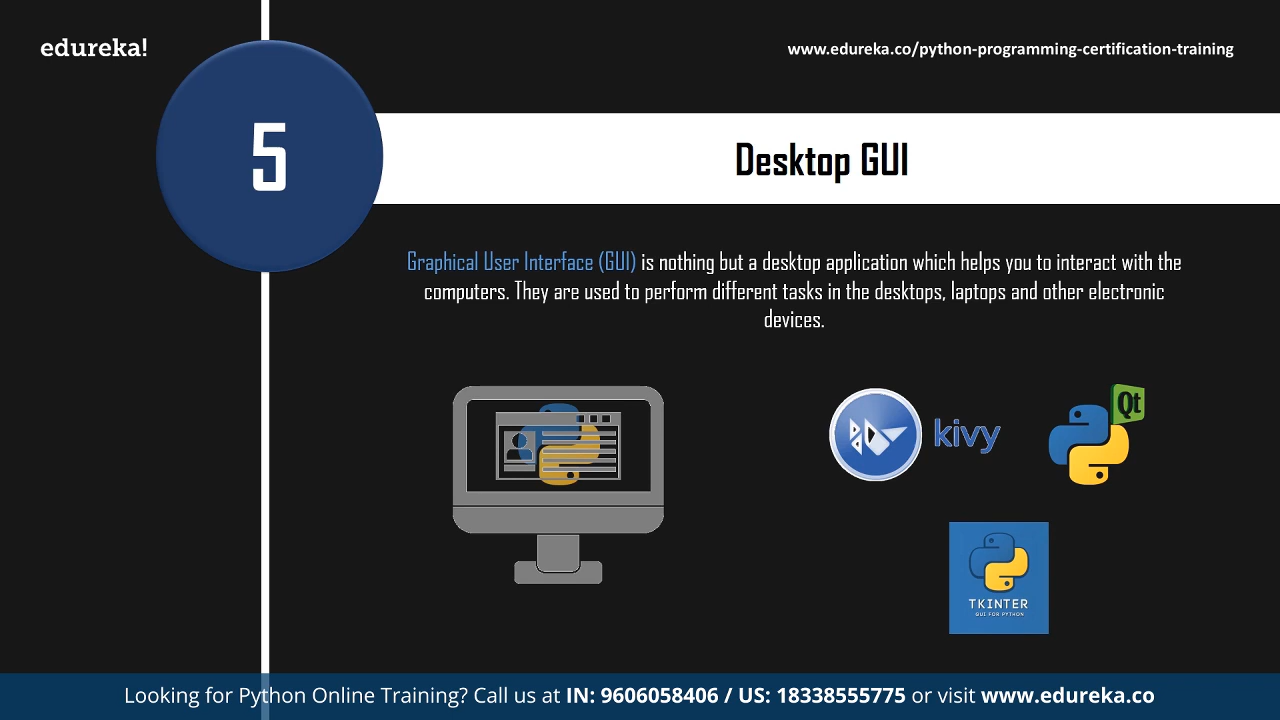 edureka!
www.edureka.co/python-programming-certification-training
5
Desktop GUI
Graphical User Interface (GUI) is nothing but a desktop application which helps you to interact with the
computers. They are used to perform different tasks in the desktops, laptops and other electronic
devices.
kivy
Qt
TKINTER
GUI FOR PYTHON
Looking for Python Online Training? Call us at IN: 9606058406 / US: 18338555775 or visit www.edureka.co